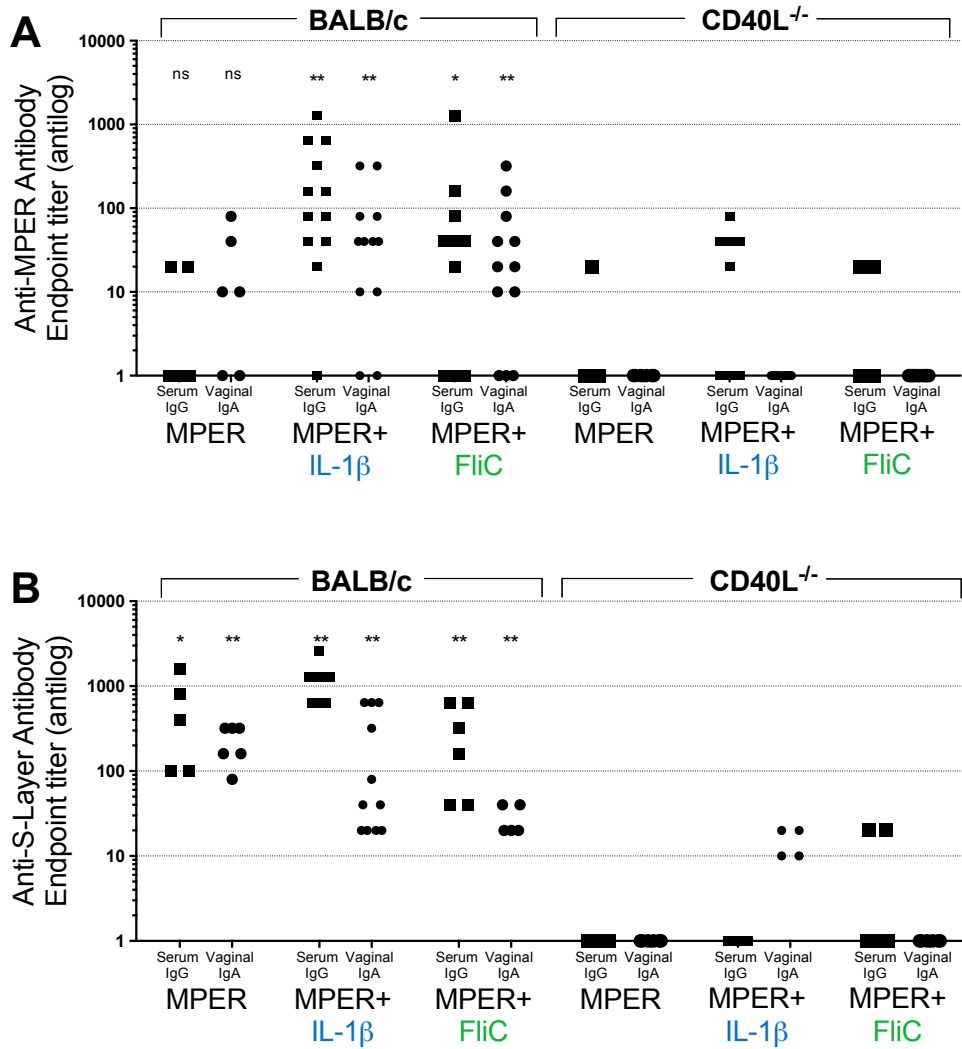 A
BALB/c CD40L-/-
Anti-MPER Antibody
Endpoint titer (antilog)
10000
ns ns ** ** * **
1000
100
10
1
Serum Vaginal Serum Vaginal Serum Vaginal Serum Vaginal Serum Vaginal Serum Vaginal
IgG IgA IgG IgA IgG IgA IgG IgA IgG IgA IgG IgA
MPER MPER+ MPER+ MPER MPER+ MPER+
IL-1β FliC IL-1β FliC
B
BALB/c CD40L-/-
Anti-S-Layer Antibody
Endpoint titer (antilog)
10000
* ** ** ** ** **
1000
100
10
1
Serum Vaginal Serum Vaginal Serum Vaginal Serum Vaginal Serum Vaginal Serum Vaginal
IgG IgA IgG IgA IgG IgA IgG IgA IgG IgA IgG IgA
MPER MPER+ MPER+ MPER MPER+ MPER+
IL-1β FliC IL-1β FliC